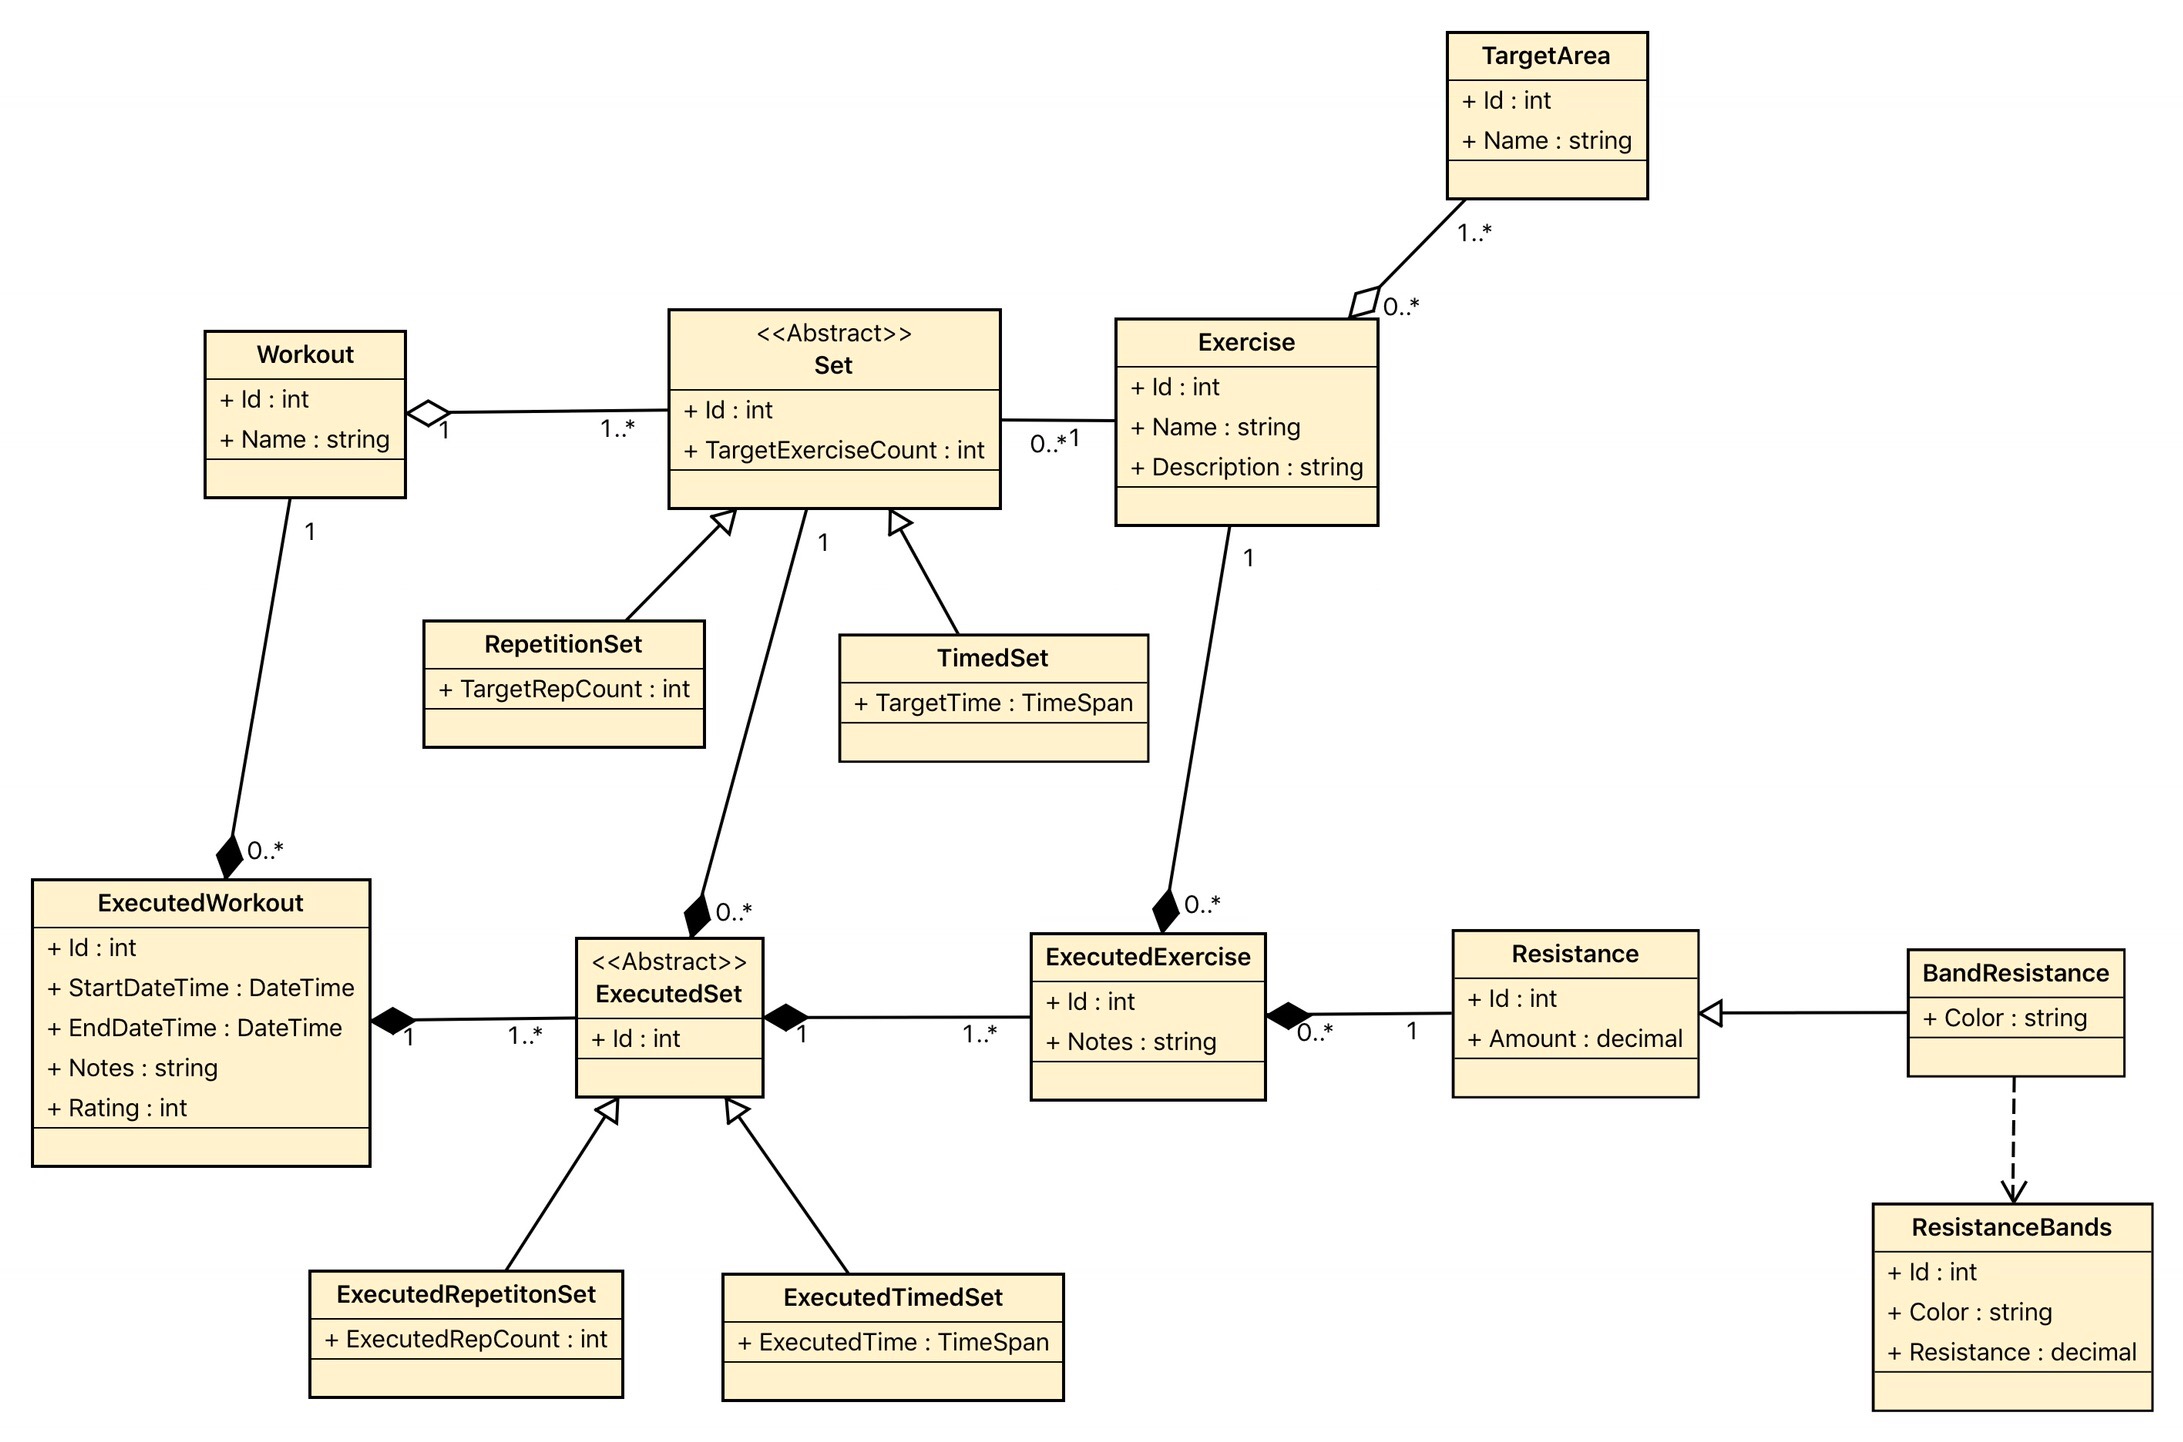 TargetArea
+ Id : int
+ Name : string
1..*
0..*
Workout
+ Id : int
+ Name : string
1
1..*
1
<<Abstract>>
Set
+ Id : int
+ TargetExerciseCount : int
0..*
1
1
Exercise
+ Id : int
+ Name : string
+ Description : string
1
RepetitionSet
+ TargetRepCount : int
TimedSet
+ TargetTime : TimeSpan
0..*
0..*
0..*
ExecutedWorkout
+ Id : int
+ StartDateTime : DateTime
+ EndDateTime : DateTime
+ Notes : string
+ Rating : int
1
1..*
<<Abstract>>
ExecutedSet
+ Id : int
1
1..*
ExecutedExercise
+ Id : int
+ Notes : string
0..*
1
Resistance
+ Id : int
+ Amount : decimal
BandResistance
+ Color : string
ExecutedRepetitonSet
+ ExecutedRepCount : int
ExecutedTimedSet
+ ExecutedTime : TimeSpan
ResistanceBands
+ Id : int
+ Color : string
+ Resistance : decimal